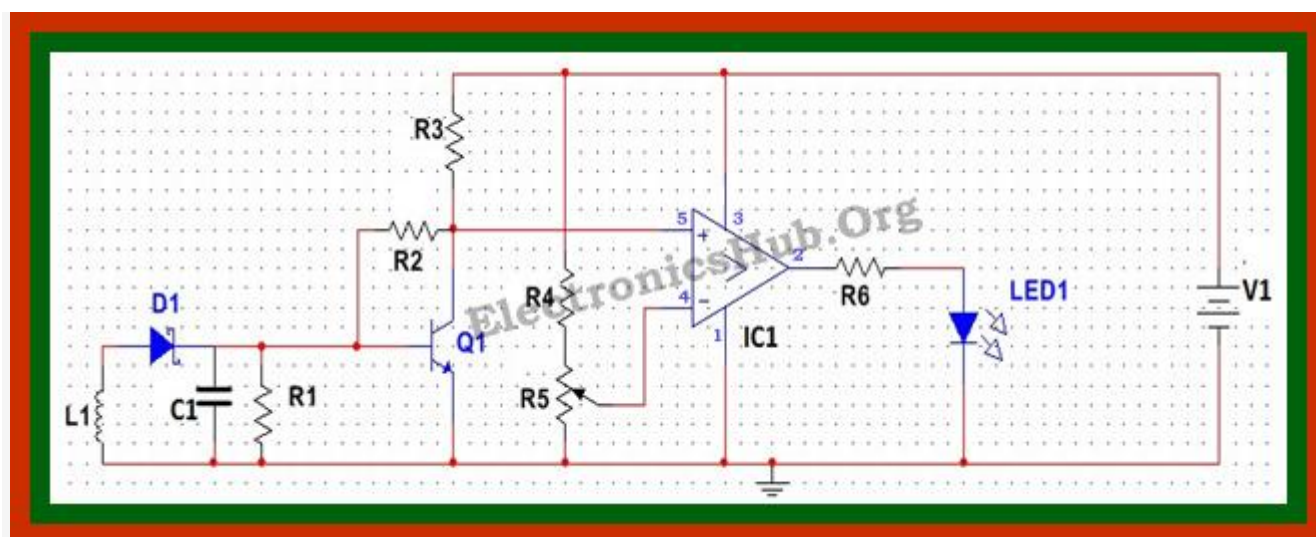 R3
5
3
R2
ElectronicsHub.Org
+
2
D1
R4
R6
LED1
V1
4
-
Q1
1
IC1
L1
C1
R1
R5